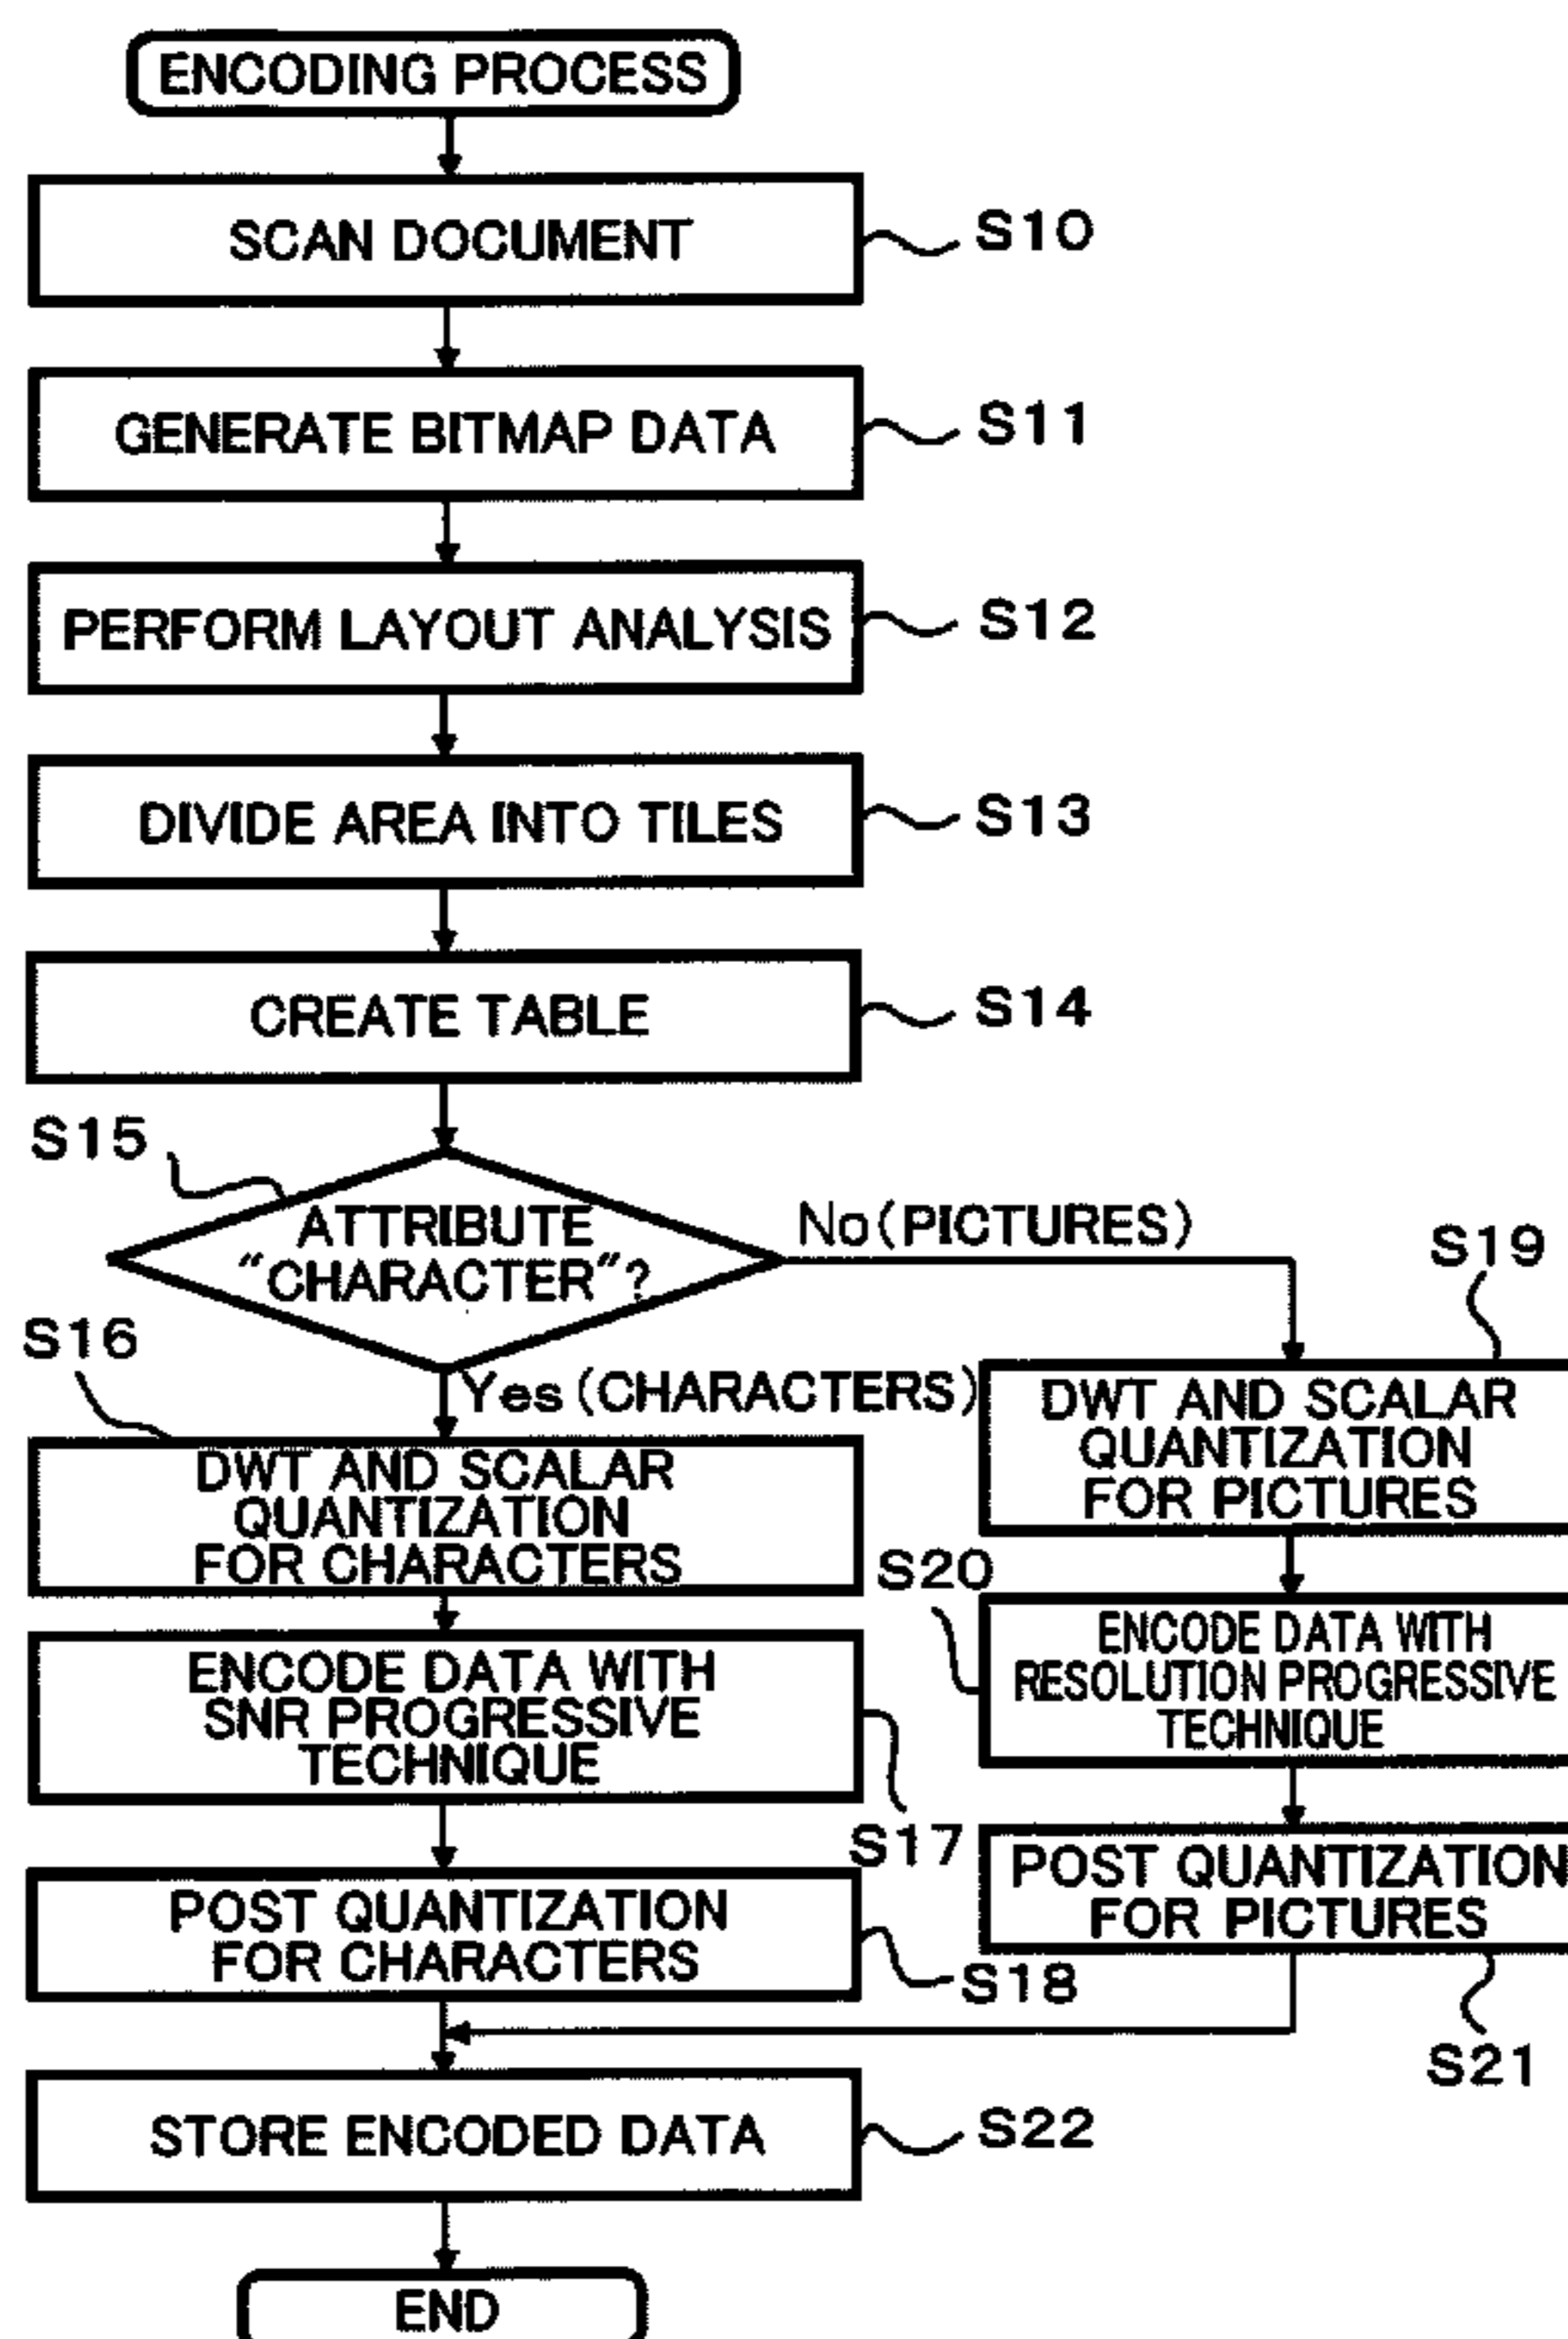 ENCODING PROCESS
SCAN DOCUMENT
S10
GENERATE BITMAP DATA
S11
PERFORM LAYOUT ANALYSIS
S12
DIVIDE AREA INTO TILES
S13
CREATE TABLE
S14
S15
ATTRIBUTE
"CHARACTER"?
No(PICTURES)
Yes(CHARACTERS)
S16
DWT AND SCALAR
QUANTIZATION
FOR CHARACTERS
ENCODE DATA WITH
SNR PROGRESSIVE
TECHNIQUE
S17
POST QUANTIZATION
FOR CHARACTERS
S18
S19
DWT AND SCALAR
QUANTIZATION
FOR PICTURES
S20
ENCODE DATA WITH
RESOLUTION PROGRESSIVE
TECHNIQUE
POST QUANTIZATION
FOR PICTURES
S21
STORE ENCODED DATA
S22
END